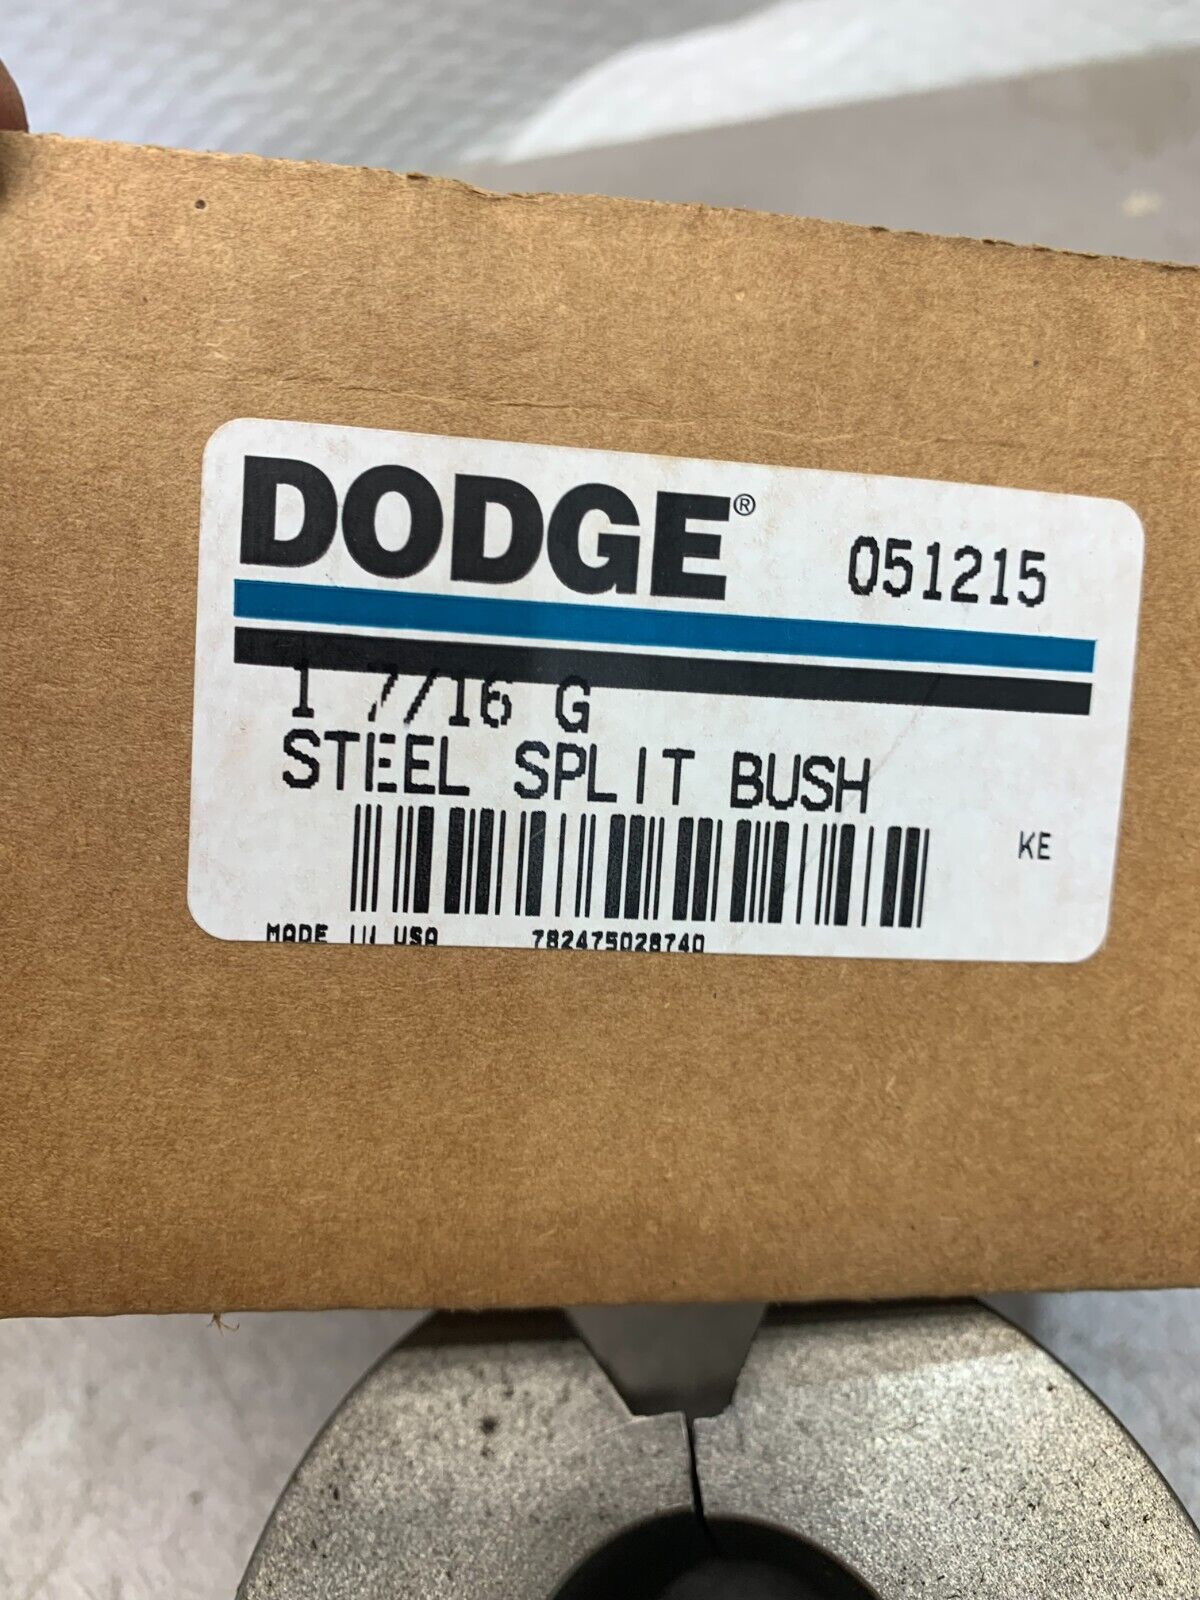 DODGE® 051215
1 7/16 G
STEEL SPLIT BUSH
KE
MADE IN USA 782475028740